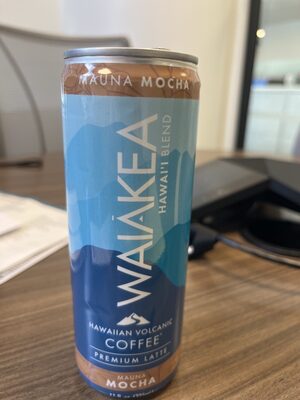 MAUNA MOCHA
WAIĀKEA
HAWAI'I BLEND
HAWAIIAN VOLCANIC
COFFEE
PREMIUM LATTE
MAUNA
MOCHA